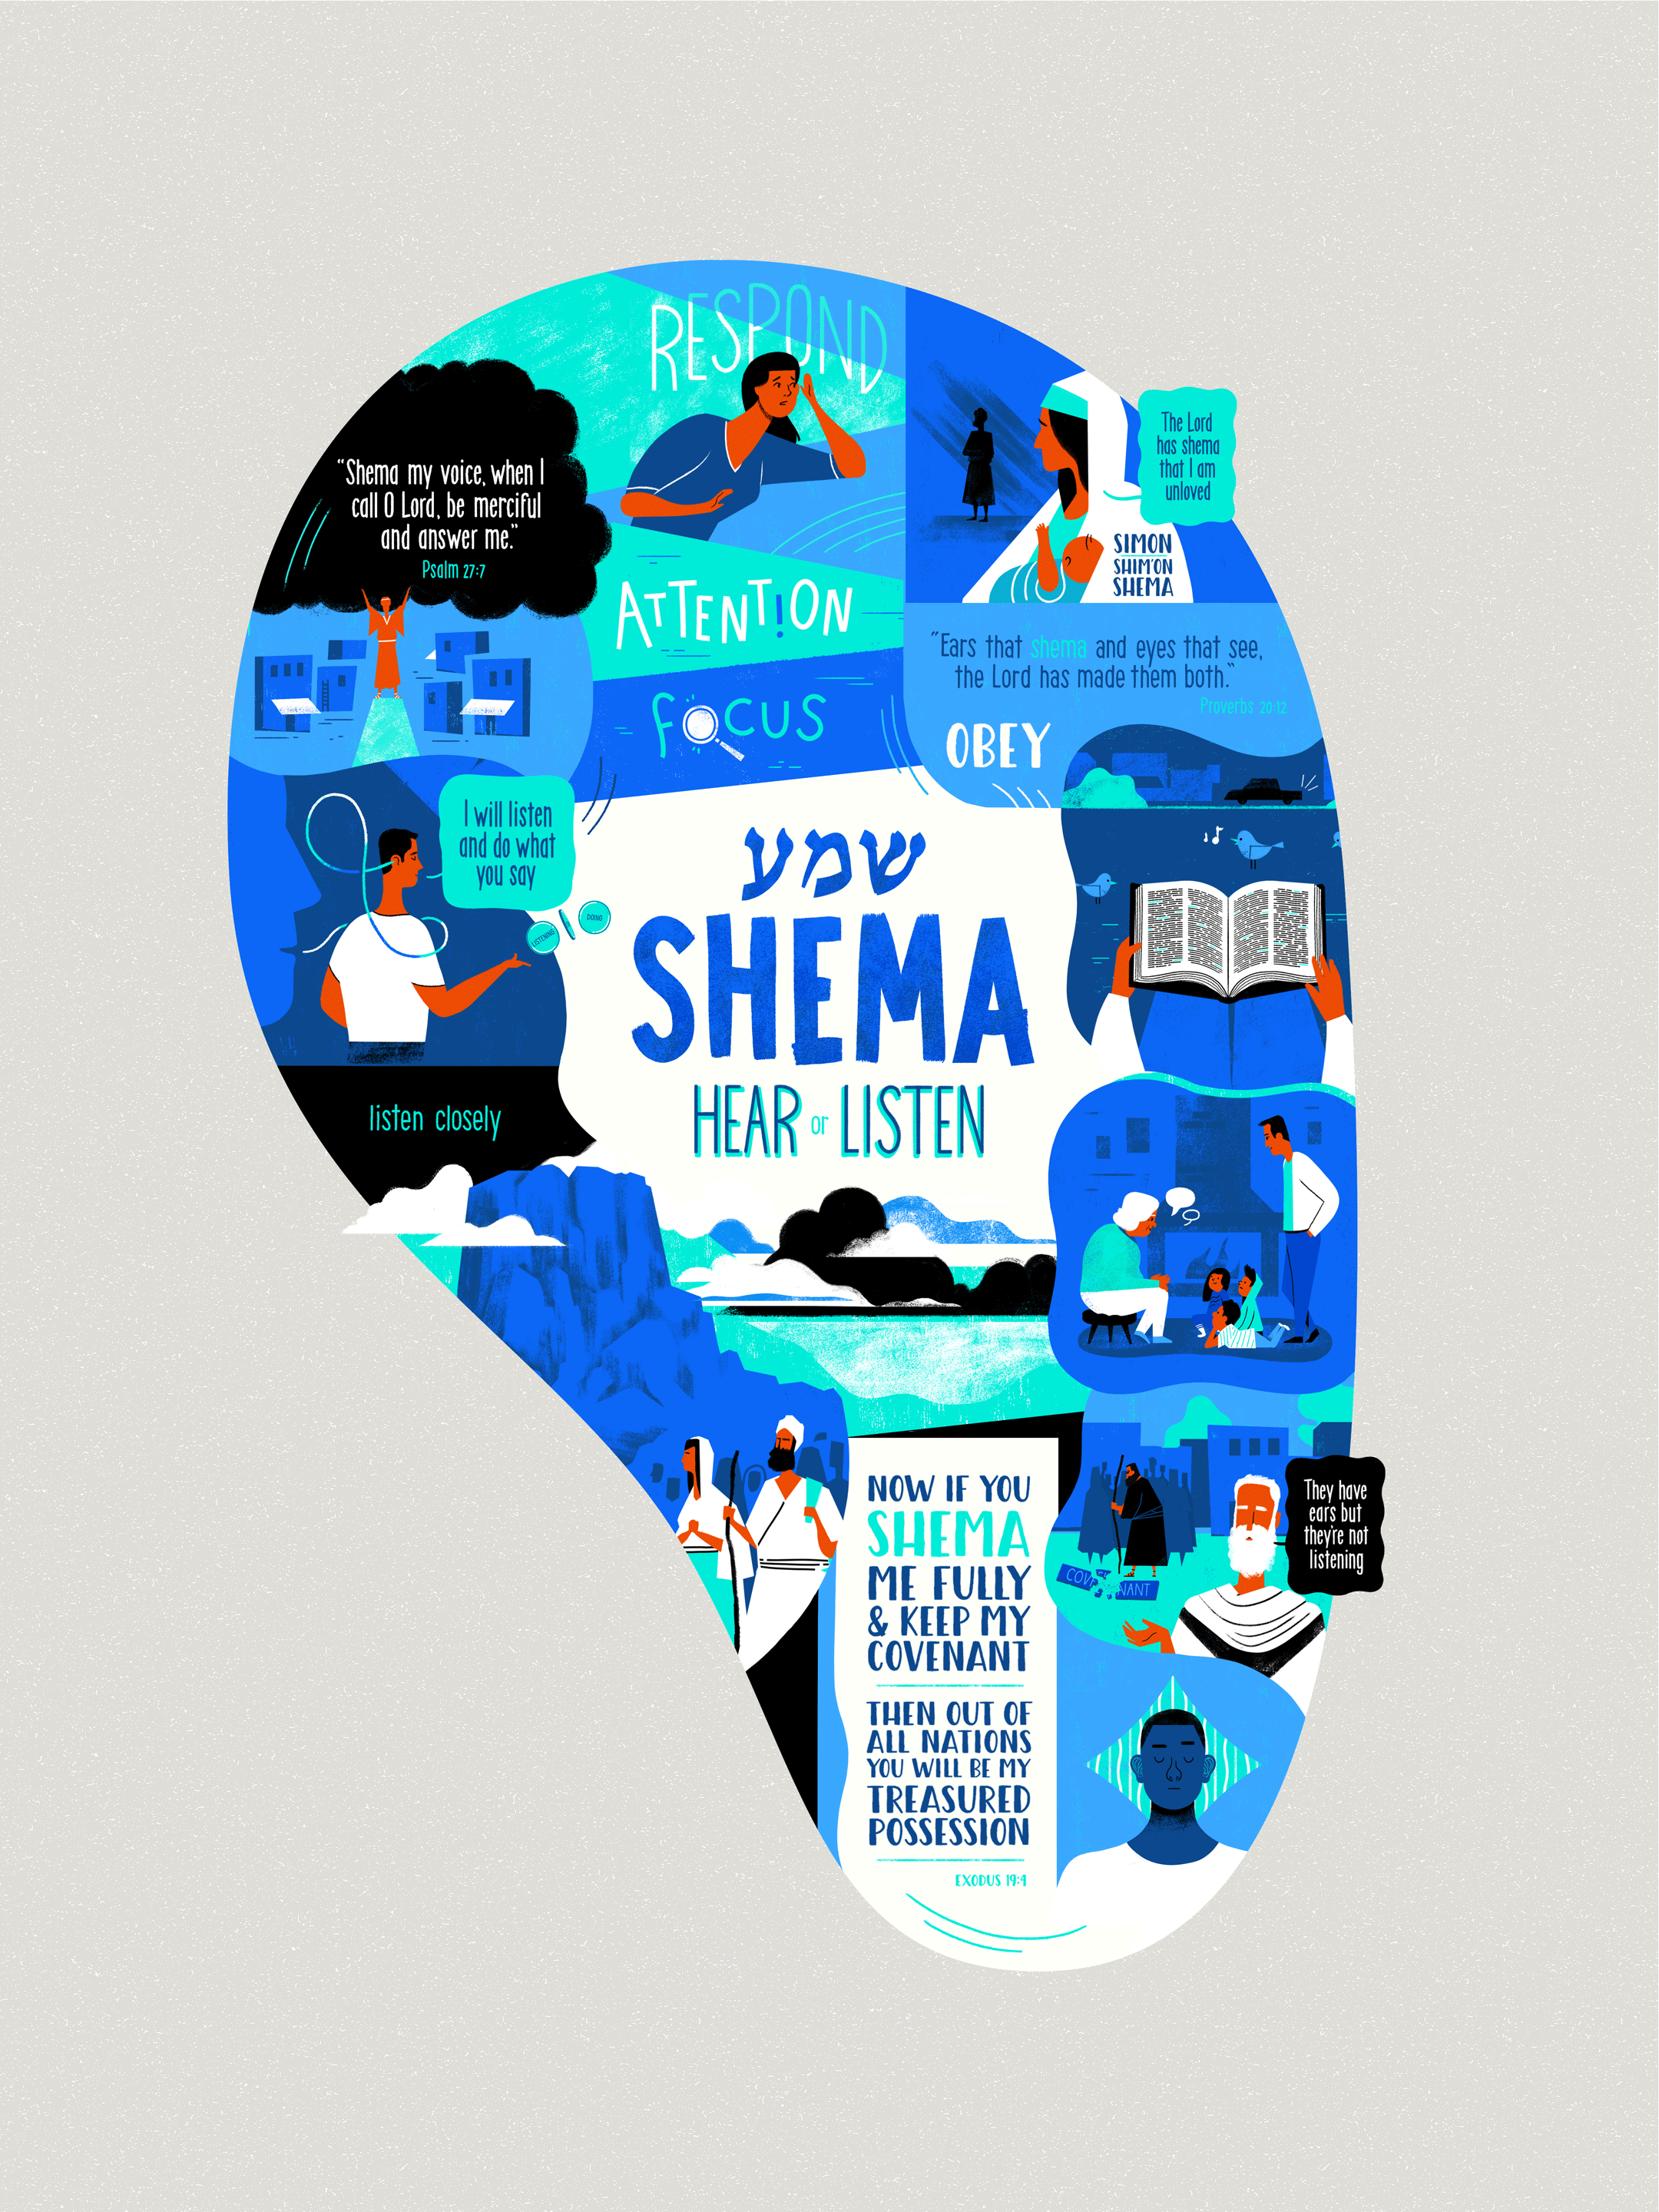 RESPOND
"Shema my voice, when I
call O Lord, be merciful
and answer me."
Psalm 27:7
The Lord
has shema
that I am
unloved
SIMON
SHIM'ON
SHEMA
ATTENT!ON
FOCUS
"Ears that shema and eyes that see,
the Lord has made them both."
Proverbs 20:12
OBEY
I will listen
and do what
you say
LISTENING
DOING
שמע
SHEMA
HEAR or LISTEN
listen closely
NOW IF YOU
SHEMA
ME FULLY
& KEEP MY
COVENANT
THEN OUT OF
ALL NATIONS
YOU WILL BE MY
TREASURED
POSSESSION
EXODUS 19:4
They have
ears but
they're not
listening
COVENANT